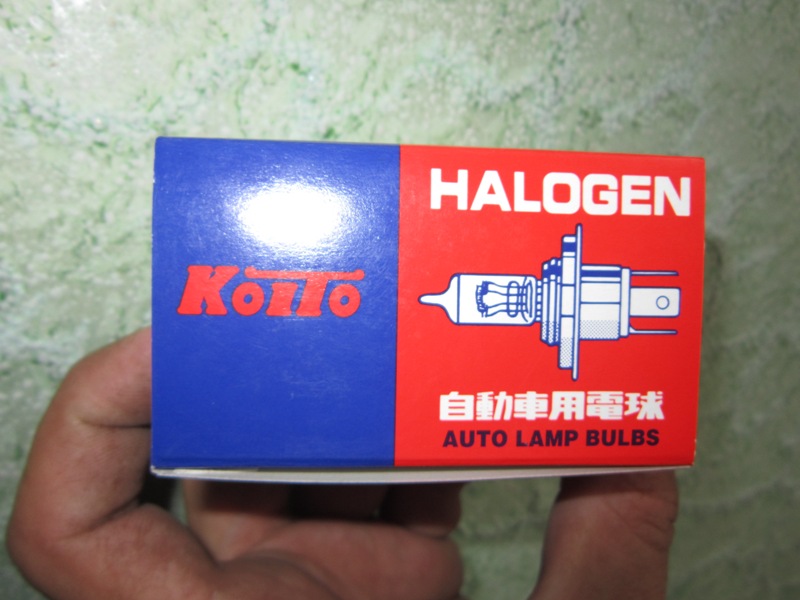 KoiTo
HALOGEN
自動車用電球
AUTO LAMP BULBS